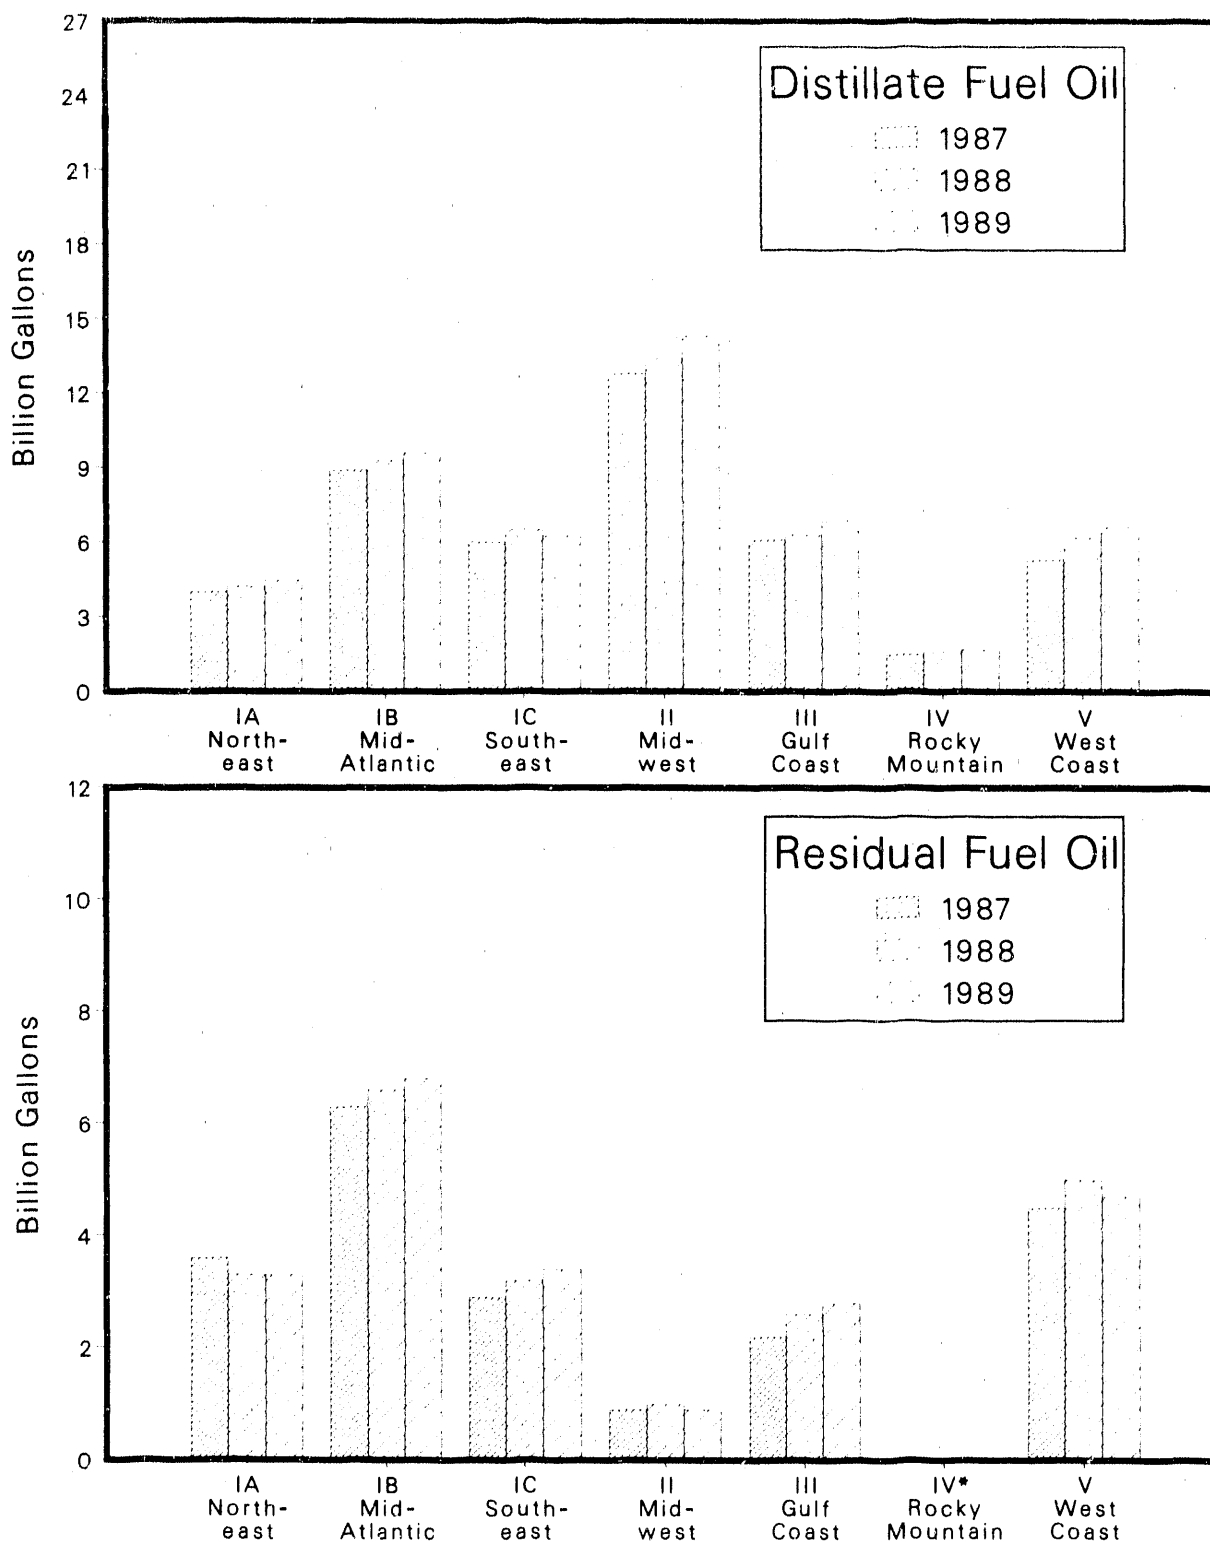 27
24
21
18
15
12
9
6
3
0
Billion Gallons
Distillate Fuel Oil
1987
1988
1989
IA
North-
east
IB
Mid-
Atlantic
IC
South-
east
II
Mid-
west
III
Gulf
Coast
IV
Rocky
Mountain
V
West
Coast
12
10
8
6
4
2
0
Billion Gallons
Residual Fuel Oil
1987
1988
1989
IA
North-
east
IB
Mid-
Atlantic
IC
South-
east
II
Mid-
west
III
Gulf
Coast
IV*
Rocky
Mountain
V
West
Coast